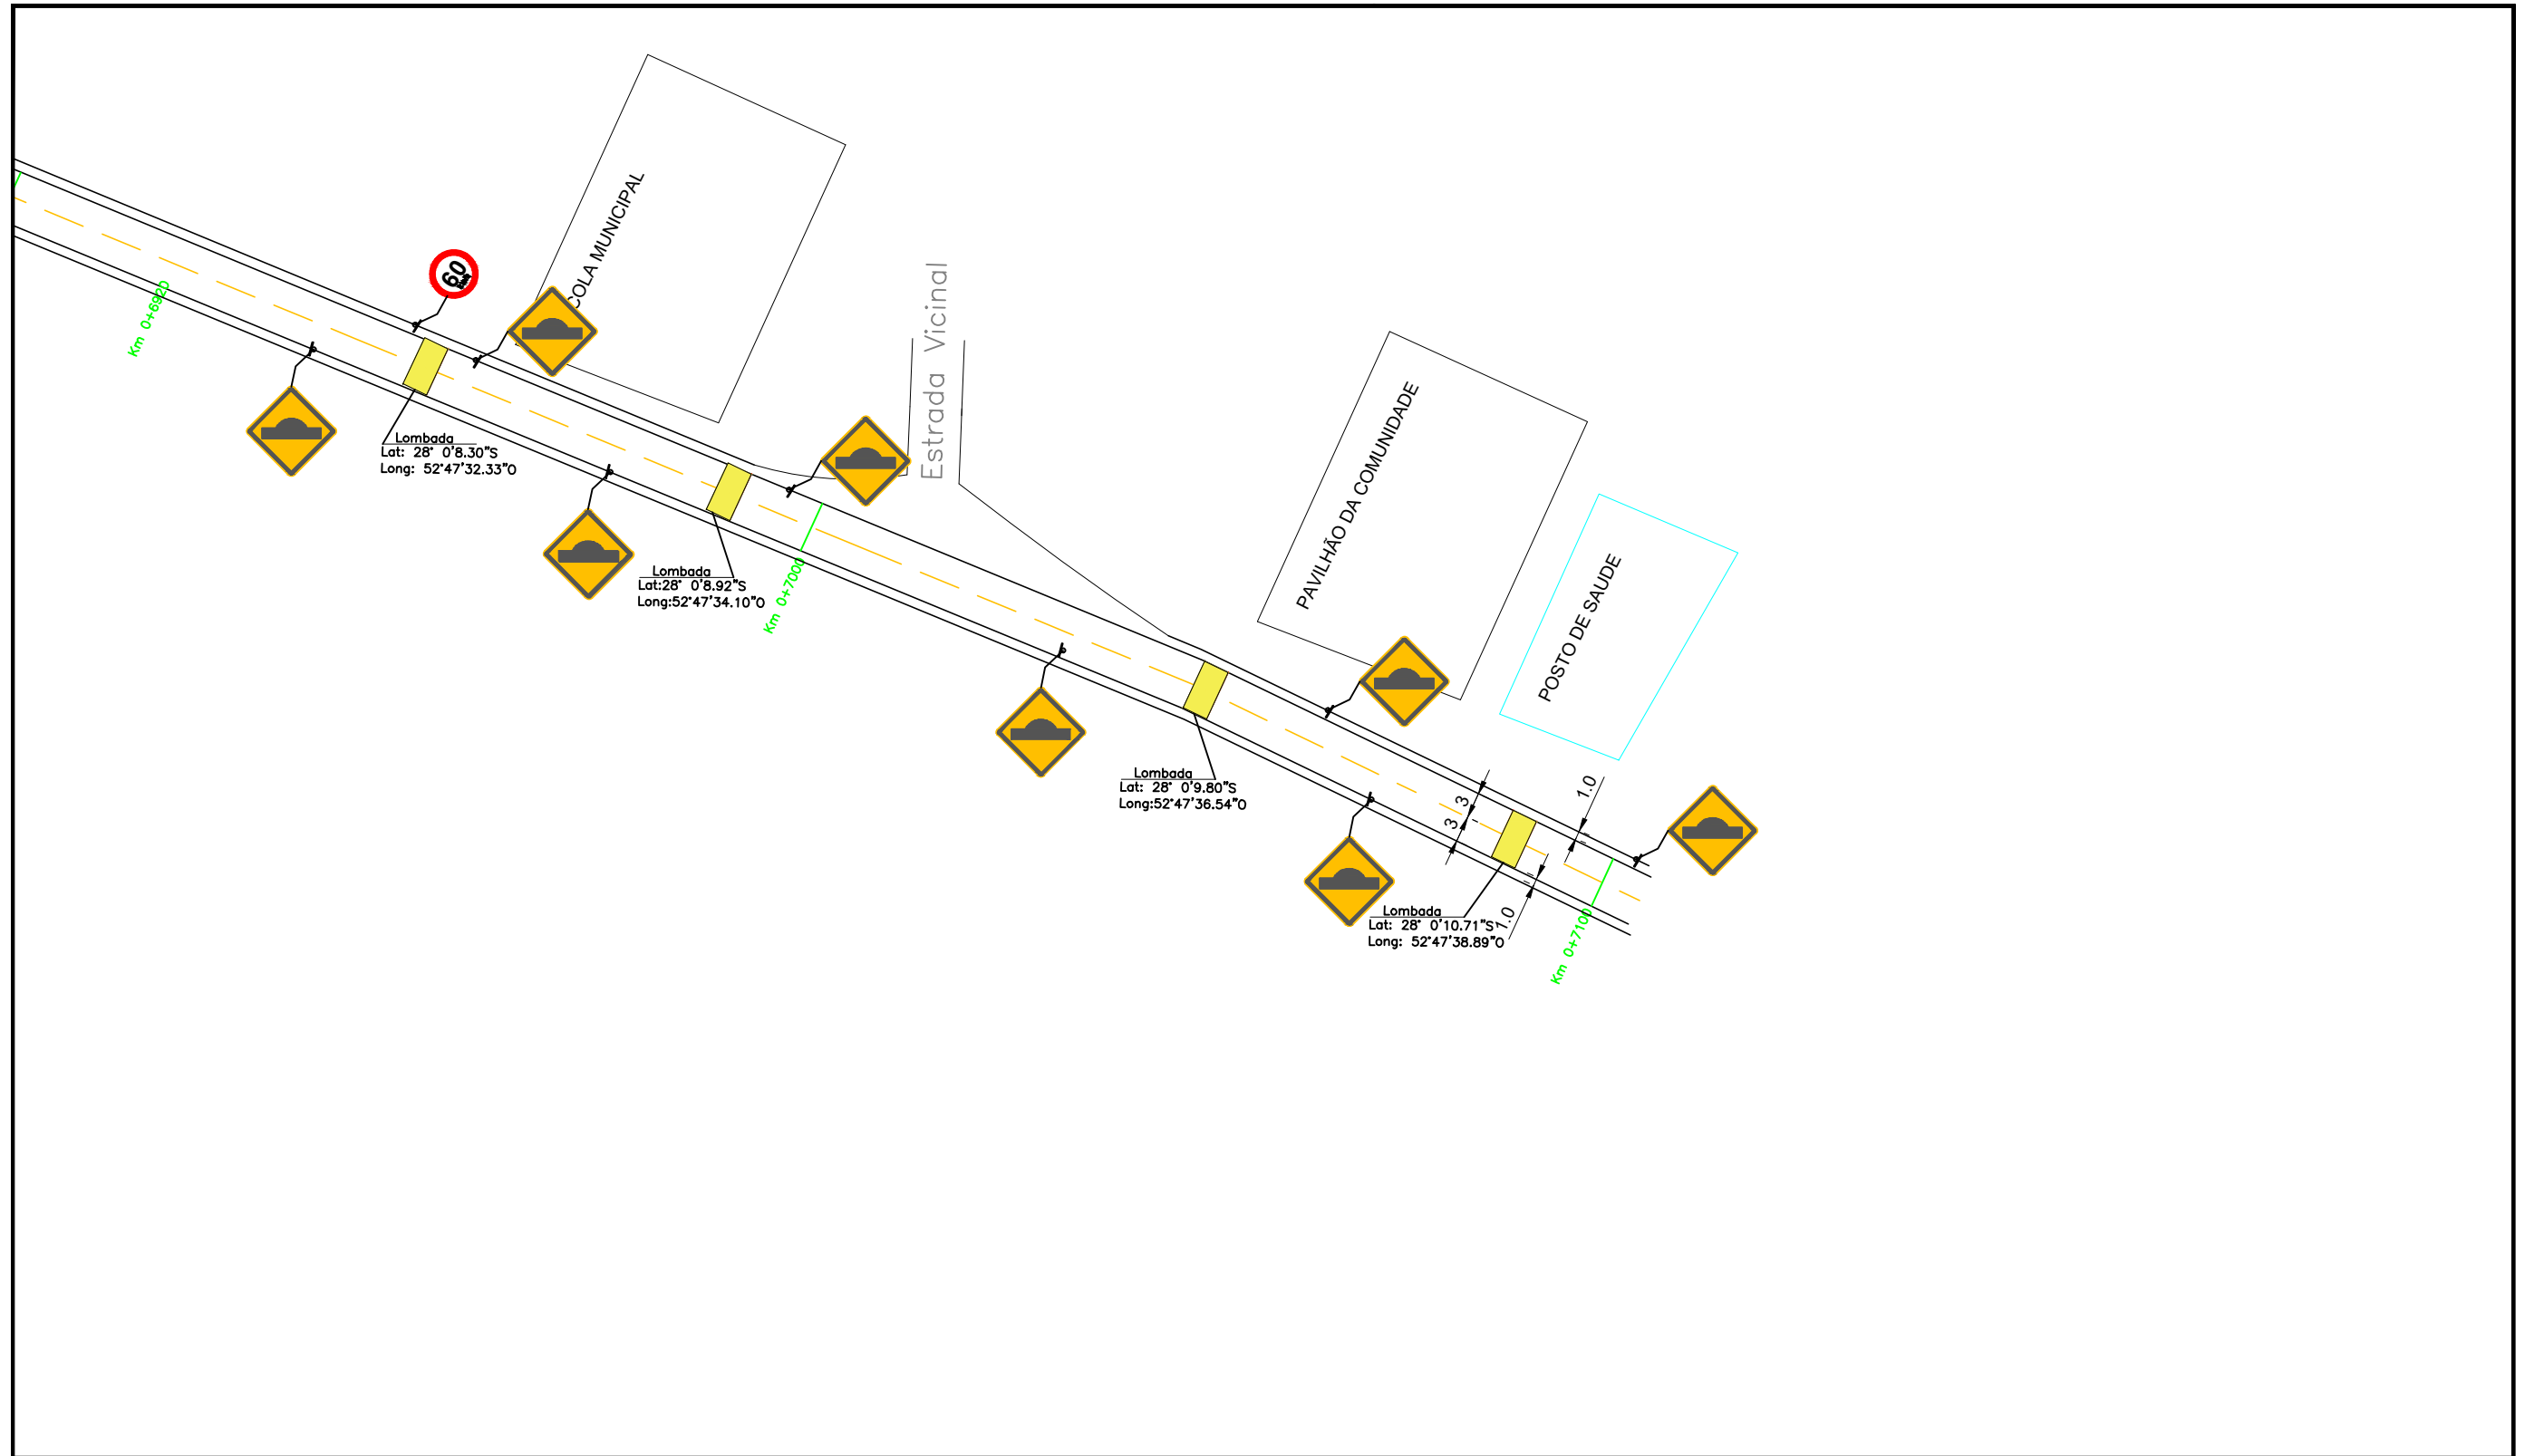 COLA MUNICIPAL
60
Km 0+6920
Estrada Vicinal
Lombada
Lat: 28° 0'8.30"S
Long: 52°47'32.33"O
Lombada
Lat:28° 0'8.92"S
Long:52°47'34.10"O
Km 0+7000
PAVILHÃO DA COMUNIDADE
POSTO DE SAUDE
Lombada
Lat: 28° 0'9.80"S
Long:52°47'36.54"O
3
3
1.0
Lombada
Lat: 28° 0'10.71"S
Long: 52°47'38.89"O
1.0
Km 0+7100